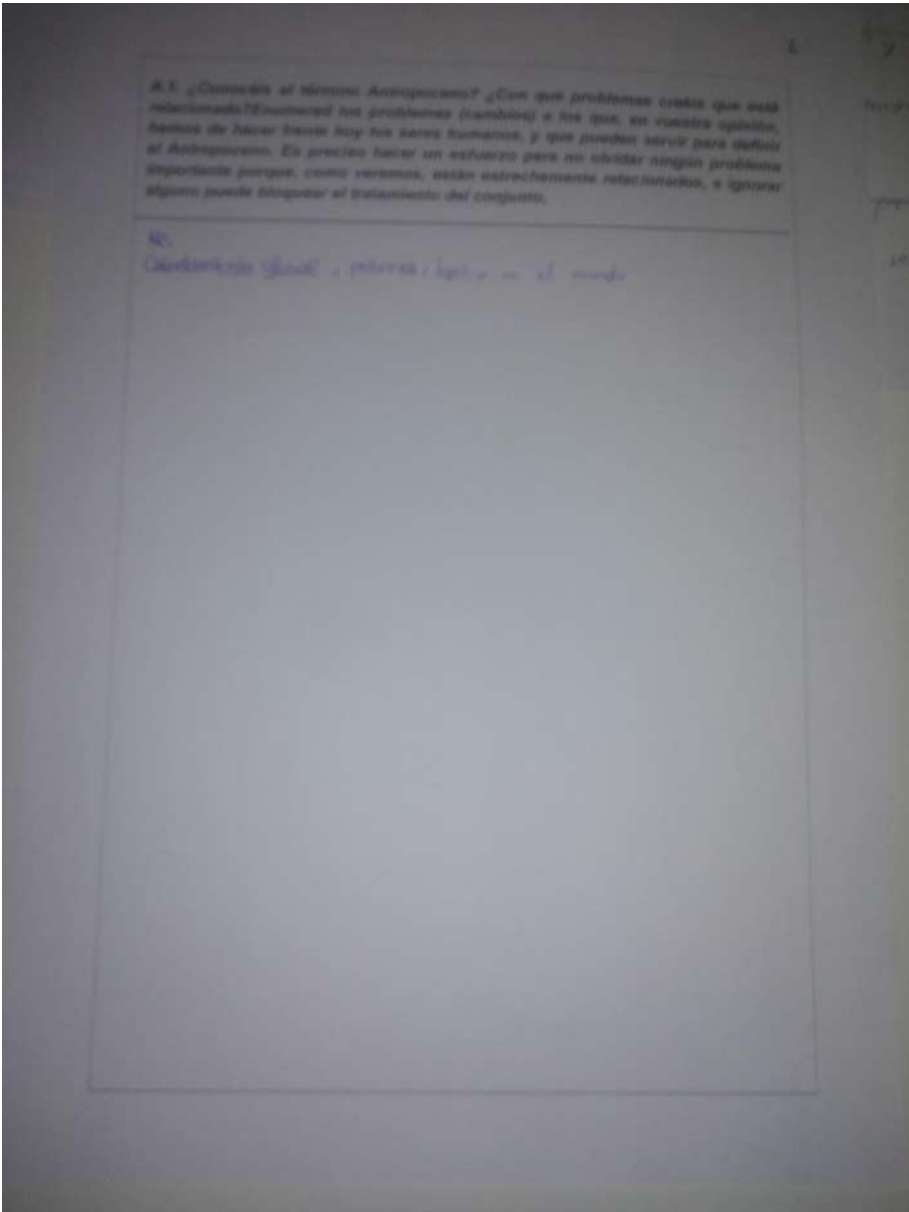 A.1. ¿Conocéis el término Antropoceno? ¿Con qué problemas creéis que está
relacionado?Enumerad los problemas (cambios) a los que, en vuestra opinión,
hemos de hacer frente hoy los seres humanos, y que pueden servir para definir
el Antropoceno. Es preciso hacer un esfuerzo para no olvidar ningún problema
importante porque, como veremos, están estrechamente relacionados, e ignorar
alguno puede bloquear el tratamiento del conjunto.
No.
Calentamiento global, en el mundo